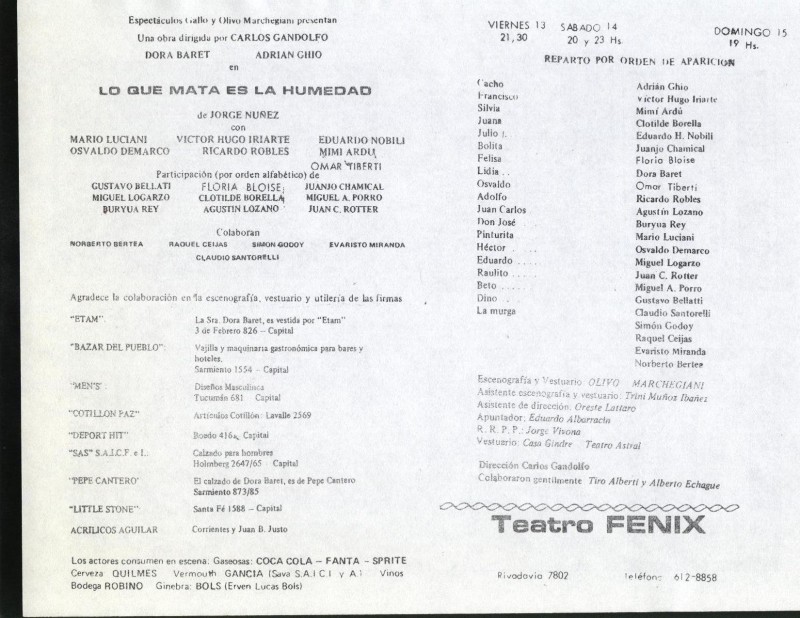 Espectáculos Gallo y Olivo Marchegiani presentan
Una obra dirigida por CARLOS GANDOLFO
DORA BARET ADRIAN GHIO
en
LO QUE MATA ES LA HUMEDAD
de JORGE NUÑEZ
con
MARIO LUCIANI VICTOR HUGO IRIARTE EDUARDO NOBILI
OSVALDO DEMARCO RICARDO ROBLES MIMI ARDU
OMAR TIBERTI
Participación (por orden alfabético) de
GUSTAVO BELLATI FLORIA BLOISE JUANJO CHAMICAL
MIGUEL LOGARZO CLOTILDE BORELLA MIGUEL A. PORRO
BURYUA REY AGUSTIN LOZANO JUAN C. ROTTER
Colaboran
NORBERTO BERTEA RAQUEL CEIJAS SIMON GODOY EVARISTO MIRANDA
CLAUDIO SANTORELLI
Agradece la colaboración en la escenografía, vestuario y utilería de las firmas
"ETAM". La Sra. Dora Baret, es vestida por "Etam"
3 de Febrero 826 – Capital
"BAZAR DEL PUEBLO": Vajilla y maquinaria gastronómica para bares y
hoteles.
Sarmiento 1554 – Capital
"MEN'S" : Diseños Masculinos
Tucumán 681 Capital
"COTILLON PAZ" Artículos Cotillón: Lavalle 2569
"DEPORT HIT" Boedo 416 Capital
"SAS" S.A.I.C.F. e I.. Calzado para hombres
Holmberg 2647/65 Capital
"PEPE CANTERO' El calzado de Dora Baret, es de Pepe Cantero
Sarmiento 873/85
"LITTLE STONE" Santa Fé 1588 – Capital
ACRILICOS AGUILAR Corrientes y Juan B. Justo
Los actores consumen en escena: Gaseosas: COCA COLA – FANTA – SPRITE
Cerveza QUILMES Vermouth GANCIA (Sava S.A.I.C.I y A.) Vinos
Bodega ROBINO Ginebra: BOLS (Erven Lucas Bols)
VIERNES 13 SABADO 14 DOMINGO 15
21,30 20 y 23 Hs. 19 Hs.
REPARTO POR ORDEN DE APARICION
Cacho Adrián Ghio
Francisco Víctor Hugo Iriarte
Silvia Mimí Ardú
Juana Clotilde Borella
Julio . Eduardo H. Nobili
Bolita . Juanjo Chamical
Felisa Floria Bloise
Lidia . . Dora Baret
Osvaldo Omar Tiberti
Adolfo Ricardo Robles
Juan Carlos Agustín Lozano
Don José Buryua Rey
Pinturita Mario Luciani
Héctor . . Osvaldo Demarco
Eduardo . . . . Miguel Logarzo
Raulito . . . . . Juan C. Rotter
Beto . . . . . Miguel A. Porro
Dino . . Gustavo Bellatti
La murga Claudio Santorelli
Simón Godoy
Raquel Ceijas
Evaristo Miranda
Norberto Bertea
Escenografía y Vestuario: OLIVO MARCHEGIANI
Asistente escenografía y vestuario: Trini Muñoz Ibañez
Asistente de dirección: Oreste Lattaro
Apuntador: Eduardo Albarracin
R. R. P. P.: Jorge Vivona
Vestuario: Casa Gindre Teatro Astral
Dirección Carlos Gandolfo
Colaboraron gentilmente Tiro Alberti y Alberto Echague
Teatro FENIX
Rivadavia 7802 Teléfono 612-8858